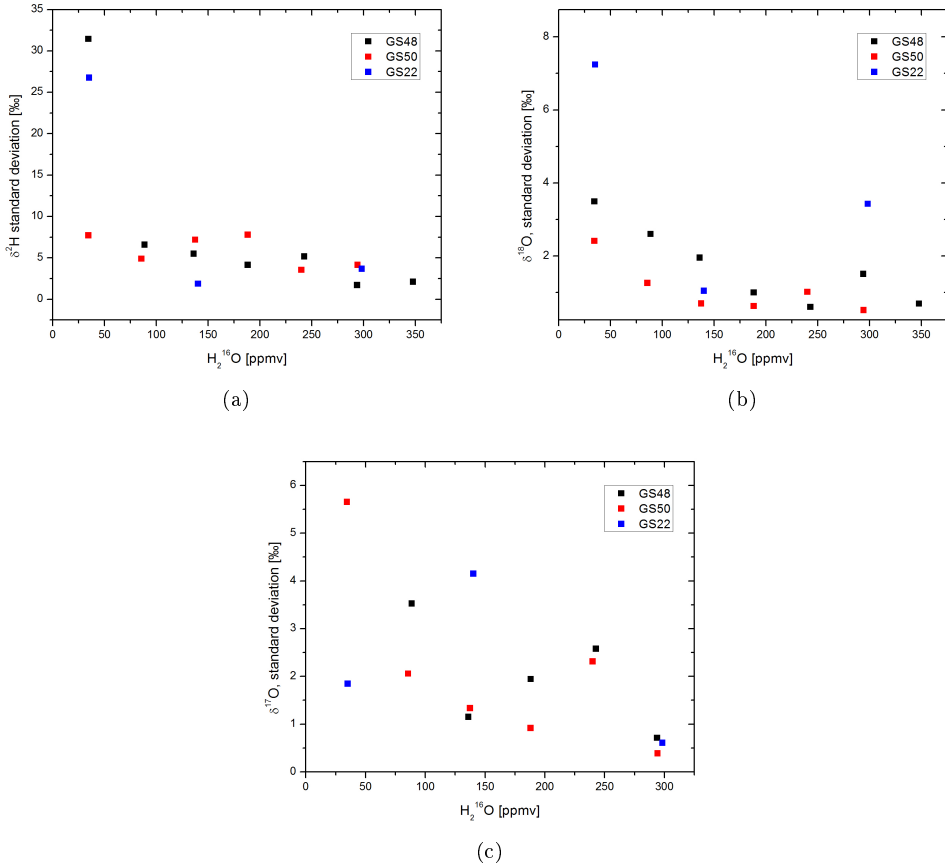 35
30
25
20
15
10
5
0
δ²H standard deviation [‰]
GS48
GS50
GS22
0 50 100 150 200 250 300 350
H₂¹⁶O [ppmv]
(a)
8
6
4
2
δ¹⁸O, standard deviation [‰]
GS48
GS50
GS22
0 50 100 150 200 250 300 350
H₂¹⁶O [ppmv]
(b)
6
5
4
3
2
1
0
δ¹⁷O, standard deviation [‰]
GS48
GS50
GS22
0 50 100 150 200 250 300
H₂¹⁶O [ppmv]
(c)